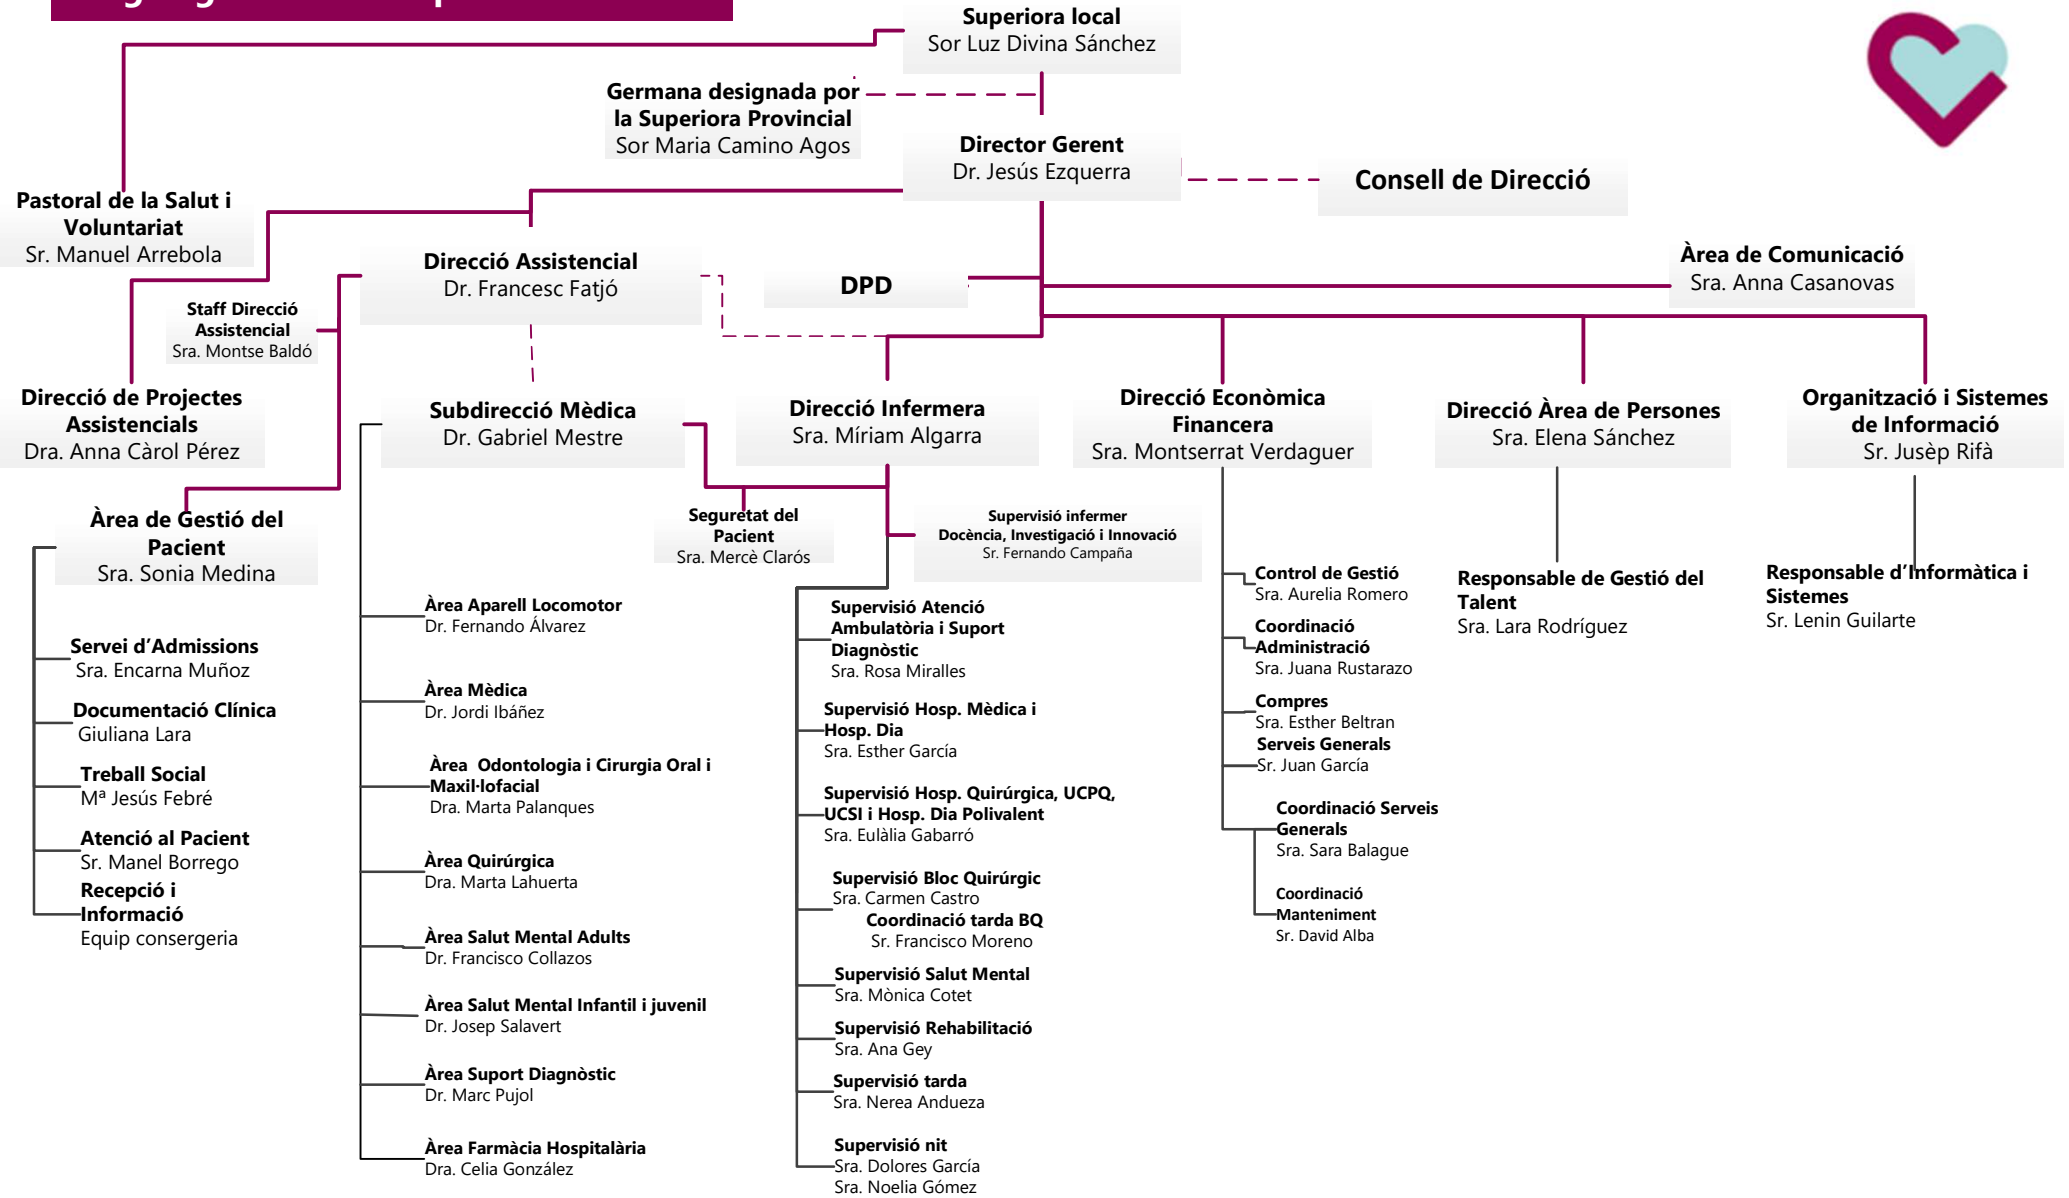 Superiora local
Sor Luz Divina Sánchez
Germana designada por
la Superiora Provincial
Sor Maria Camino Agos
Director Gerent
Dr. Jesús Ezquerra
Consell de Direcció
Pastoral de la Salut i
Voluntariat
Sr. Manuel Arrebola
Direcció Assistencial
Dr. Francesc Fatjó
DPD
Àrea de Comunicació
Sra. Anna Casanovas
Staff Direcció
Assistencial
Sra. Montse Baldó
Direcció de Projectes
Assistencials
Dra. Anna Càrol Pérez
Subdirecció Mèdica
Dr. Gabriel Mestre
Direcció Infermera
Sra. Míriam Algarra
Direcció Econòmica
Financera
Sra. Montserrat Verdaguer
Direcció Àrea de Persones
Sra. Elena Sánchez
Organització i Sistemes
de Informació
Sr. Jusèp Rifà
Àrea de Gestió del
Pacient
Sra. Sonia Medina
Seguretat del
Pacient
Sra. Mercè Clarós
Supervisió infermer
Docència, Investigació i Innovació
Sr. Fernando Campaña
Servei d’Admissions
Sra. Encarna Muñoz
Documentació Clínica
Giuliana Lara
Treball Social
Mª Jesús Febré
Atenció al Pacient
Sr. Manel Borrego
Recepció i
Informació
Equip consergeria
Àrea Aparell Locomotor
Dr. Fernando Álvarez
Àrea Mèdica
Dr. Jordi Ibáñez
Àrea  Odontologia i Cirurgia Oral i
Maxil·lofacial
Dra. Marta Palanques
Àrea Quirúrgica
Dra. Marta Lahuerta
Àrea Salut Mental Adults
Dr. Francisco Collazos
Àrea Salut Mental Infantil i juvenil
Dr. Josep Salavert
Àrea Suport Diagnòstic
Dr. Marc Pujol
Àrea Farmàcia Hospitalària
Dra. Celia González
Supervisió Atenció
Ambulatòria i Suport
Diagnòstic
Sra. Rosa Miralles
Supervisió Hosp. Mèdica i
Hosp. Dia
Sra. Esther García
Supervisió Hosp. Quirúrgica, UCPQ,
UCSI i Hosp. Dia Polivalent
Sra. Eulàlia Gabarró
Supervisió Bloc Quirúrgic
Sra. Carmen Castro
Coordinació tarda BQ
Sr. Francisco Moreno
Supervisió Salut Mental
Sra. Mònica Cotet
Supervisió Rehabilitació
Sra. Ana Gey
Supervisió tarda
Sra. Nerea Andueza
Supervisió nit
Sra. Dolores García
Sra. Noelia Gómez
Control de Gestió
Sra. Aurelia Romero
Coordinació
Administració
Sra. Juana Rustarazo
Compres
Sra. Esther Beltran
Serveis Generals
Sr. Juan García
Coordinació Serveis
Generals
Sra. Sara Balague
Coordinació
Manteniment
Sr. David Alba
Responsable de Gestió del
Talent
Sra. Lara Rodríguez
Responsable d’Informàtica i
Sistemes
Sr. Lenin Guilarte